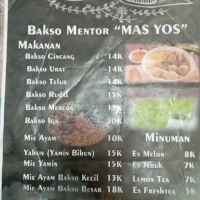 Bakso Mentor "MAS YOS"
Makanan
Bakso Cincang 14K
Bakso Urat 14K
Bakso Telur 14K
Bakso Rudal 15K
Bakso Mercon 15K
Bakso Iga 20K
Mie Ayam 10K
Yahun (Yamin Bihun) 15K
Mie Yamin 15K
Mie Ayam Bakso Kecil 13K
Mie Ayam Bakso Besar 18K
Minuman
Es Melon 8K
Es Jeruk 7K
Lemon Tea 7K
Es Freshtea 5K